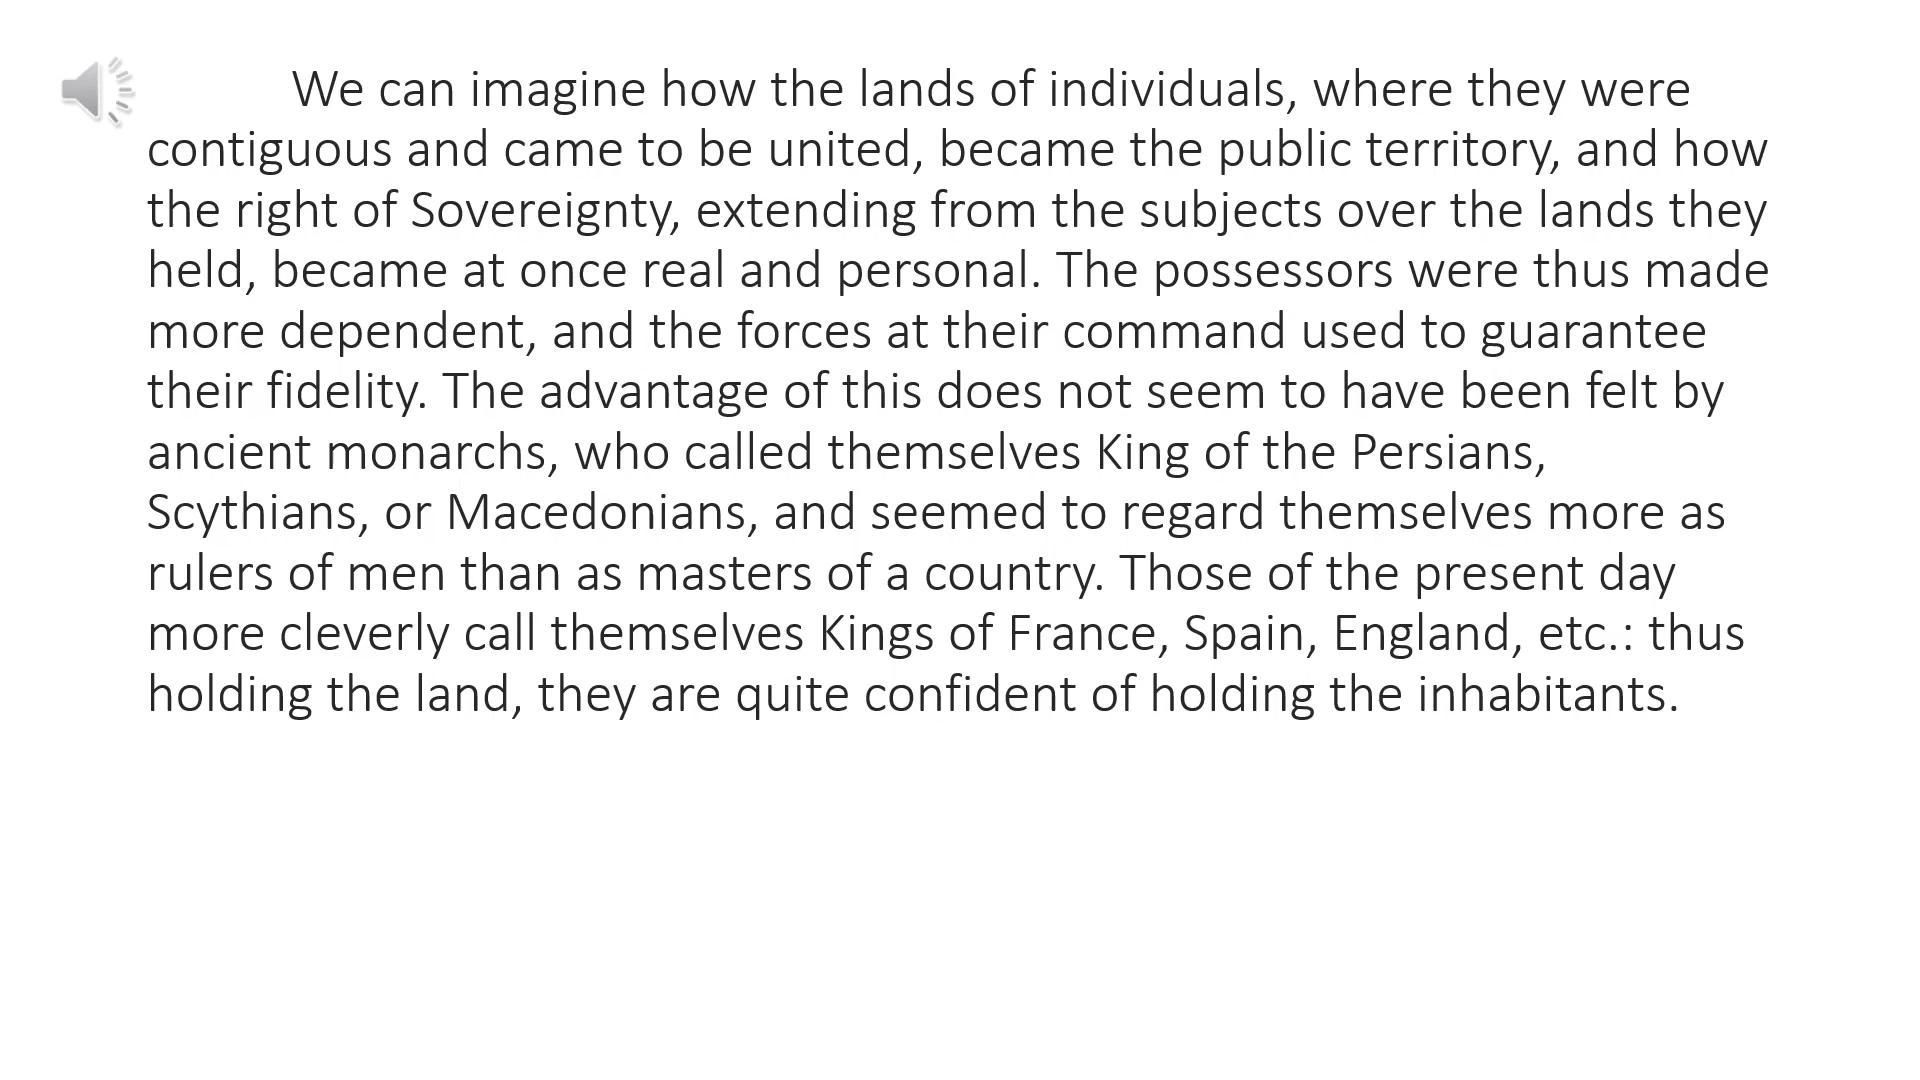 We can imagine how the lands of individuals, where they were
contiguous and came to be united, became the public territory, and how
the right of Sovereignty, extending from the subjects over the lands they
held, became at once real and personal. The possessors were thus made
more dependent, and the forces at their command used to guarantee
their fidelity. The advantage of this does not seem to have been felt by
ancient monarchs, who called themselves King of the Persians,
Scythians, or Macedonians, and seemed to regard themselves more as
rulers of men than as masters of a country. Those of the present day
more cleverly call themselves Kings of France, Spain, England, etc.: thus
holding the land, they are quite confident of holding the inhabitants.